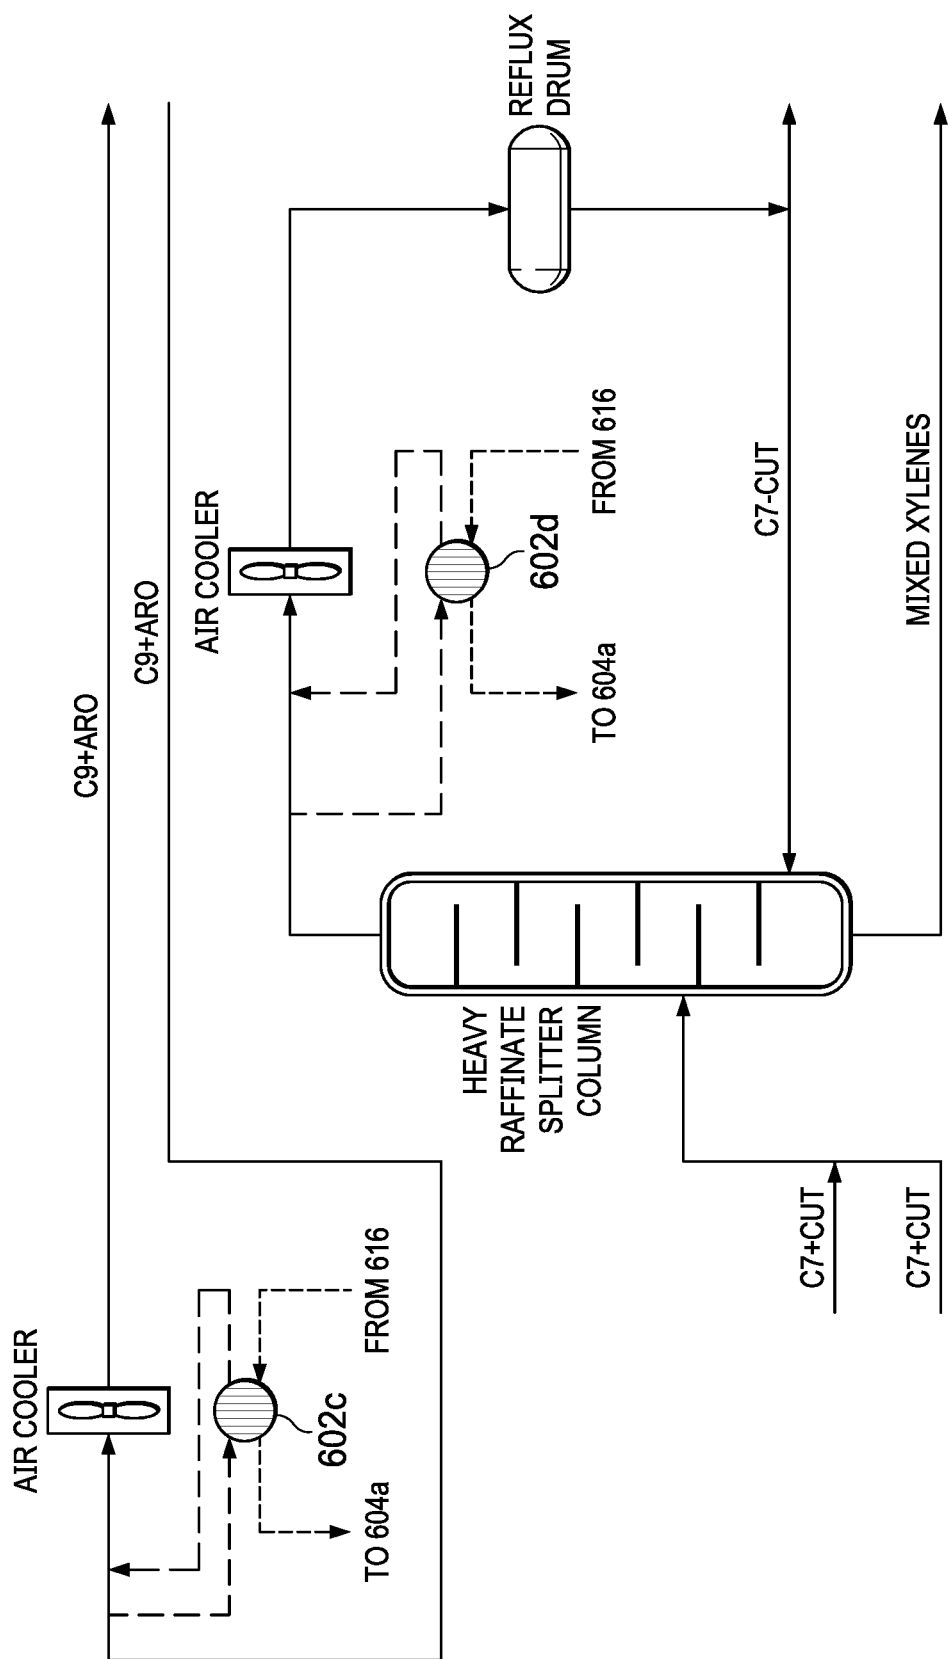 AIR COOLER
C9+ARO
C9+ARO
602c
FROM 616
TO 604a
AIR COOLER
REFLUX
DRUM
602d
FROM 616
TO 604a
HEAVY
RAFFINATE
SPLITTER
COLUMN
C7-CUT
C7+CUT
C7+CUT
MIXED XYLENES